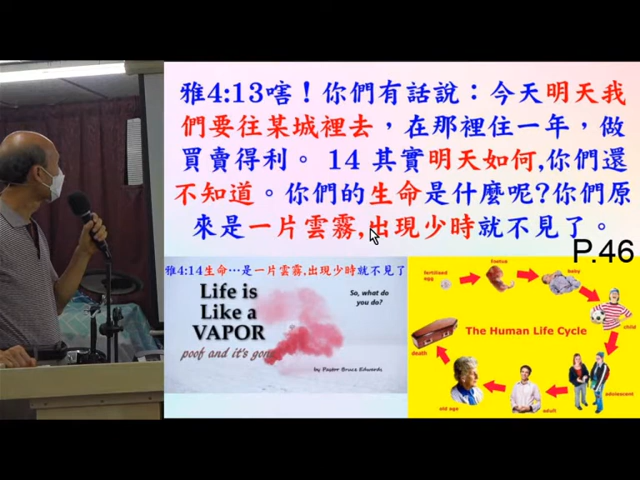 雅4:13嗐！你們有話說：今天明天我
們要往某城裡去，在那裡住一年，做
買賣得利。 14 其實明天如何,你們還
不知道。你們的生命是什麼呢?你們原
來是一片雲霧,出現少時就不見了。
P.46
雅4:14生命…是一片雲霧,出現少時就不見了
Life is
Like a
VAPOR
poof and it's gone
So, what do
you do?
by Pastor Bruce Edwards
foetus
fertilised
egg
baby
child
The Human Life Cycle
death
adolescent
adult
old age